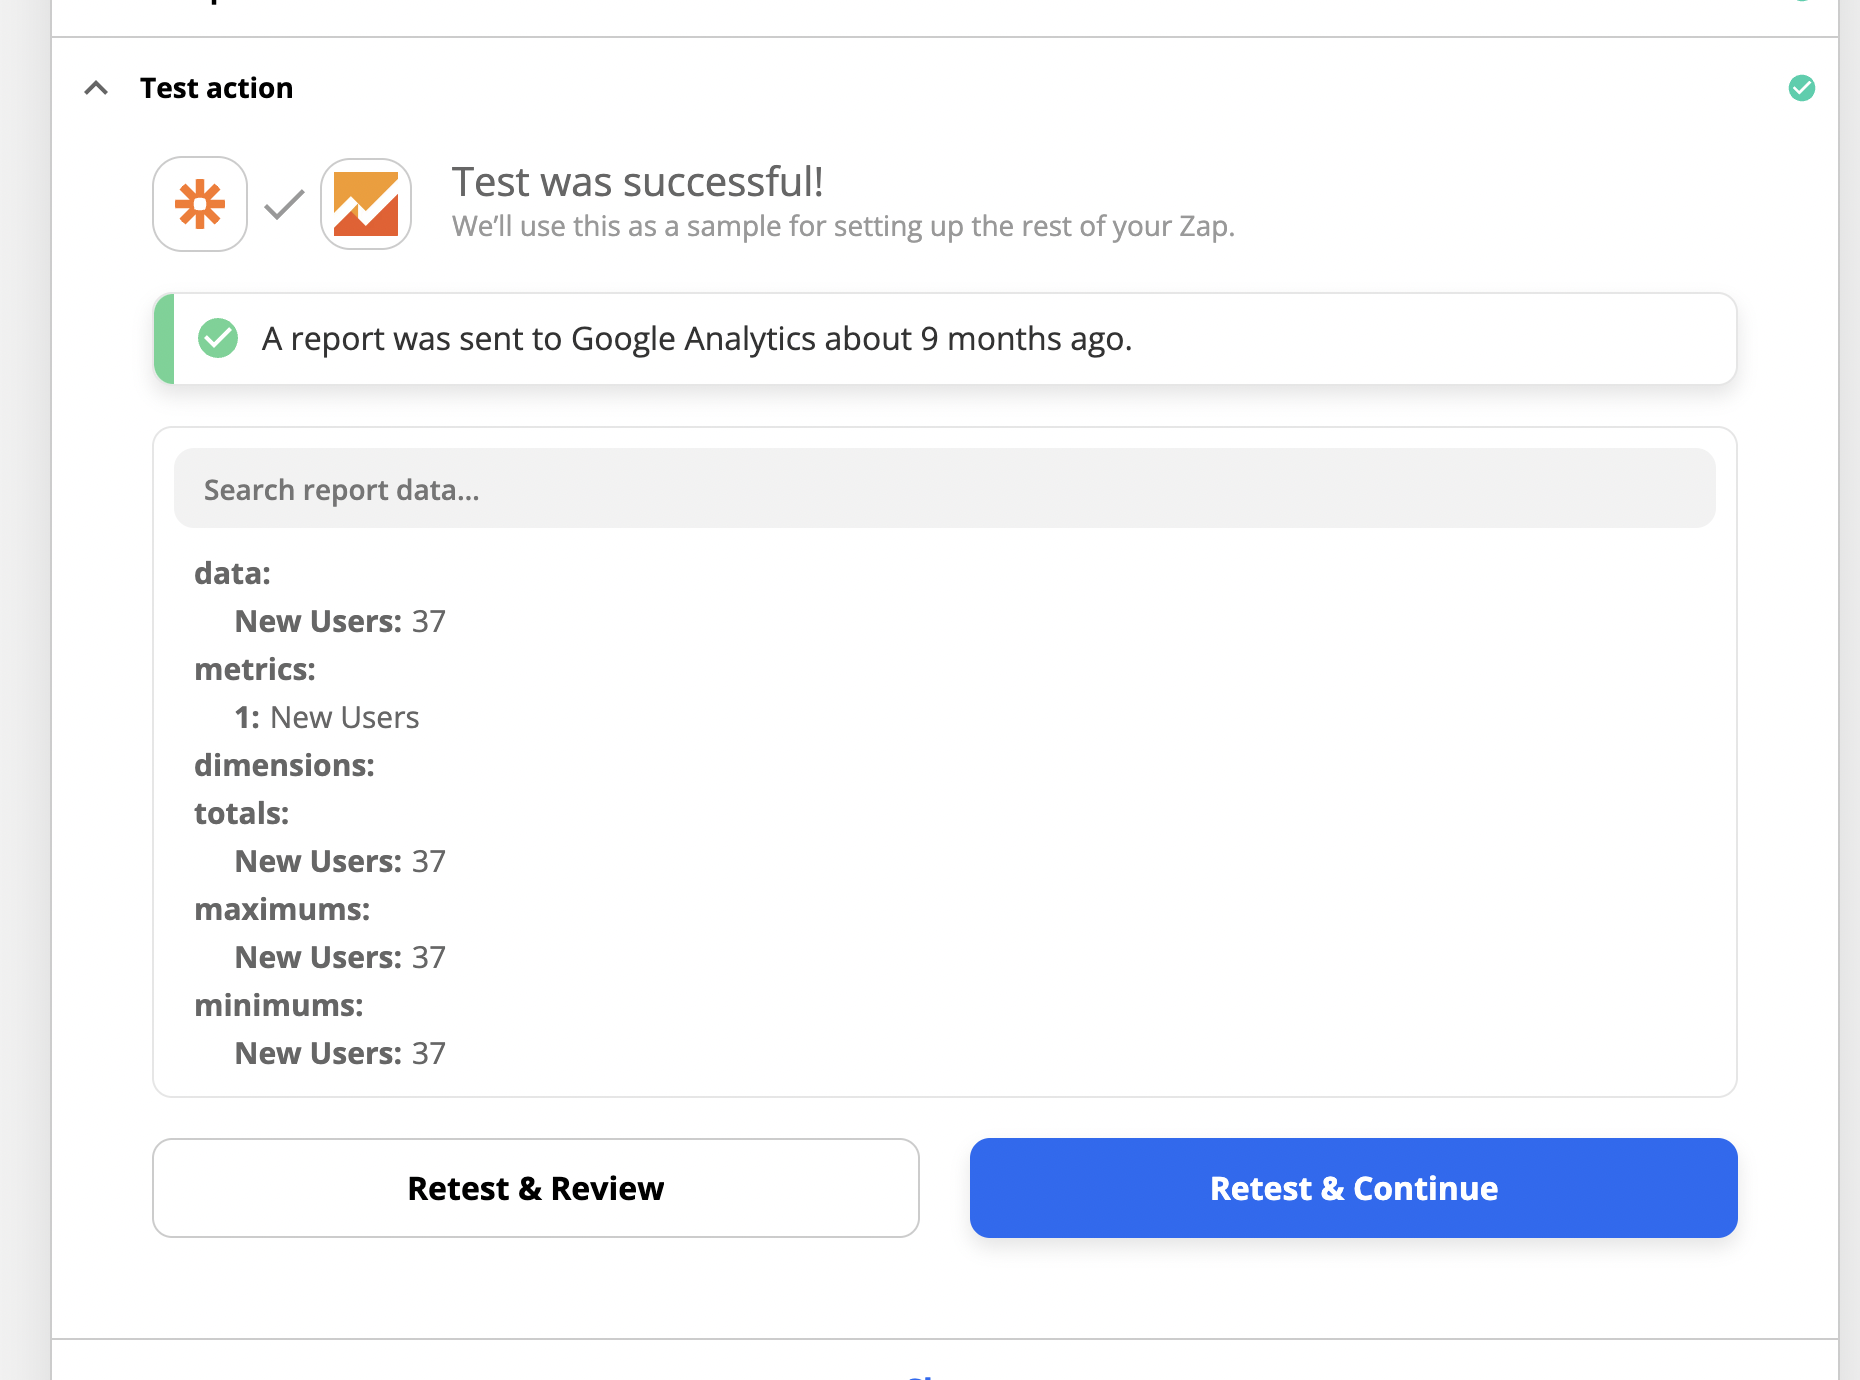 Test action
Test was successful!
We’ll use this as a sample for setting up the rest of your Zap.
A report was sent to Google Analytics about 9 months ago.
Search report data...
data:
New Users: 37
metrics:
1: New Users
dimensions:
totals:
New Users: 37
maximums:
New Users: 37
minimums:
New Users: 37
Retest & Review
Retest & Continue